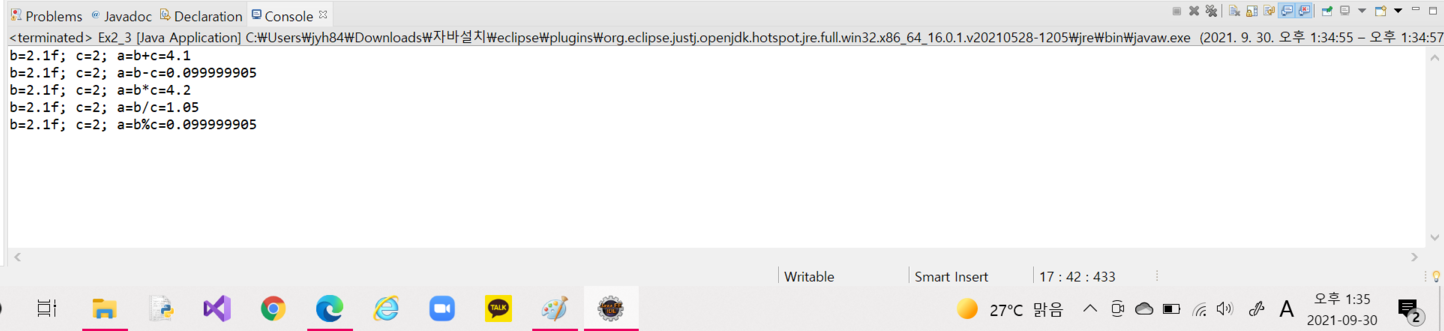 Problems Javadoc Declaration Console
<terminated> Ex2_3 [Java Application] C:₩Users₩jyh84₩Downloads₩자바설치₩eclipse₩plugins₩org.eclipse.justj.openjdk.hotspot.jre.full.win32.x86_64_16.0.1.v20210528-1205₩jre₩bin₩javaw.exe (2021. 9. 30. 오후 1:34:55 – 오후 1:34:57
b=2.1f; c=2; a=b+c=4.1
b=2.1f; c=2; a=b-c=0.099999905
b=2.1f; c=2; a=b*c=4.2
b=2.1f; c=2; a=b/c=1.05
b=2.1f; c=2; a=b%c=0.099999905
Writable Smart Insert 17 : 42 : 433
TALK 27°C 맑음 A 오후 1:35
2021-09-30 2